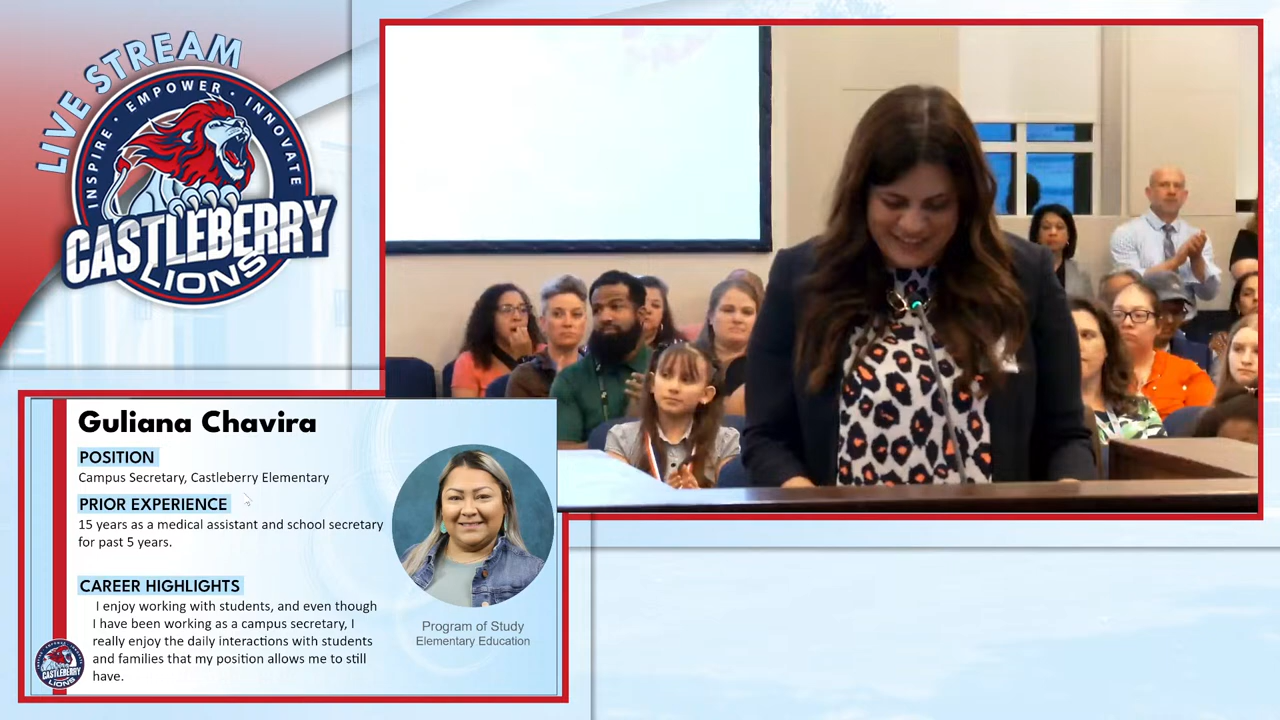 LIVE STREAM
INSPIRE · EMPOWER · INNOVATE
CASTLEBERRY
LIONS
Guliana Chavira
POSITION
Campus Secretary, Castleberry Elementary
PRIOR EXPERIENCE
15 years as a medical assistant and school secretary
for past 5 years.
CAREER HIGHLIGHTS
I enjoy working with students, and even though
I have been working as a campus secretary, I
really enjoy the daily interactions with students
and families that my position allows me to still
have.
Program of Study
Elementary Education
CASTLEBERRY
LIONS